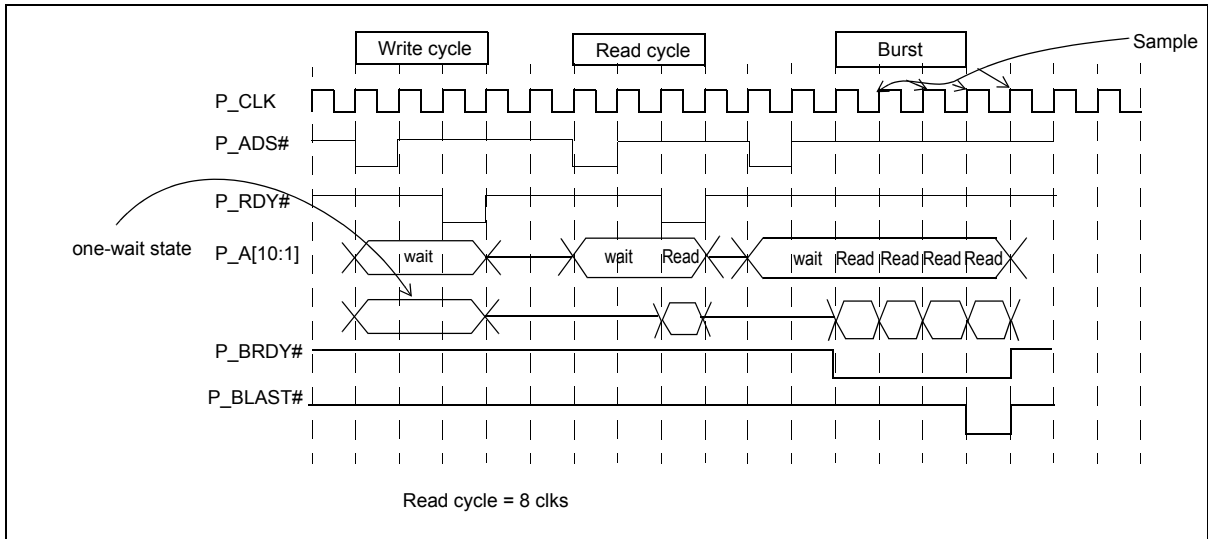 Write cycle
Read cycle
Burst
Sample
P_CLK
P_ADS#
P_RDY#
one-wait state
P_A[10:1]
wait
wait Read
wait Read Read Read Read
P_BRDY#
P_BLAST#
Read cycle = 8 clks